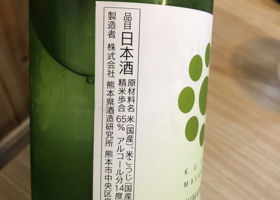 品目 日本酒
原材料名 米(国産)、米こうじ(国産
精米歩合 65% アルコール分14度
製造者 株式会社 熊本県酒造研究所 熊本市中央区
K U
M A